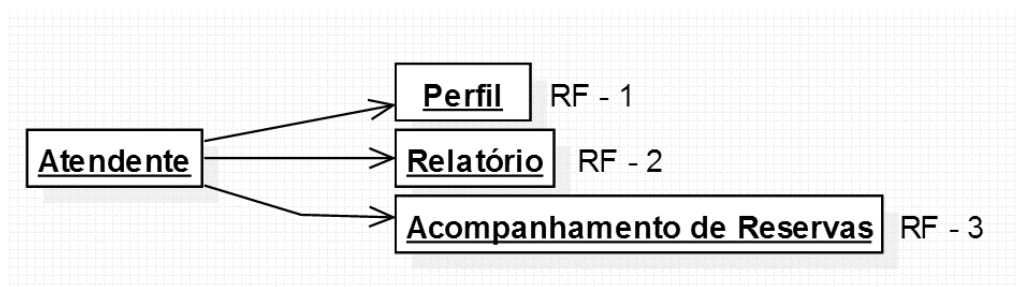 Perfil RF - 1
Atendente
Relatório RF - 2
Acompanhamento de Reservas RF - 3